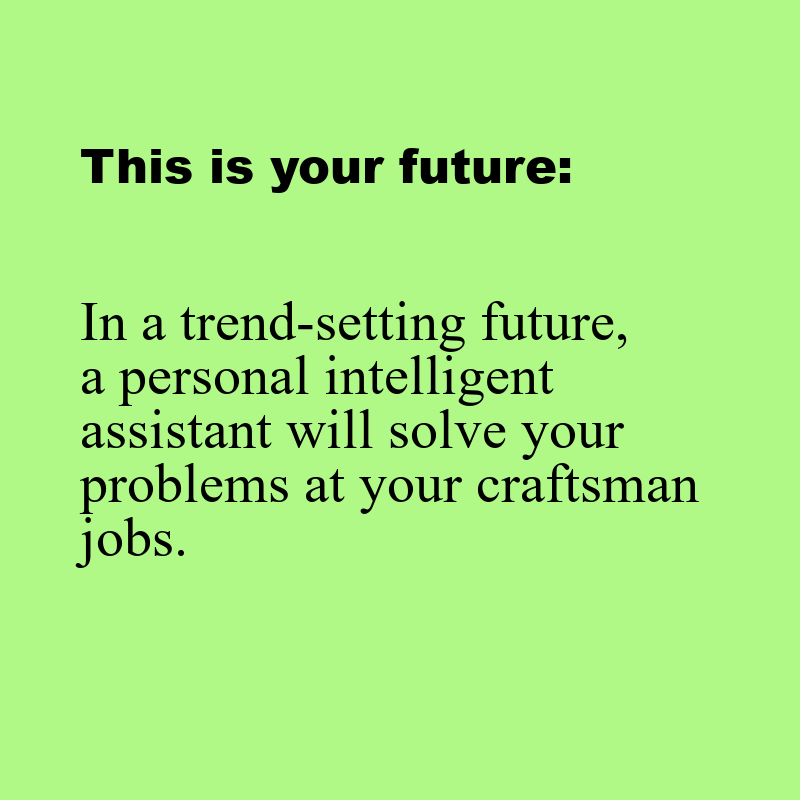 This is your future:
In a trend-setting future,
a personal intelligent
assistant will solve your
problems at your craftsman
jobs.